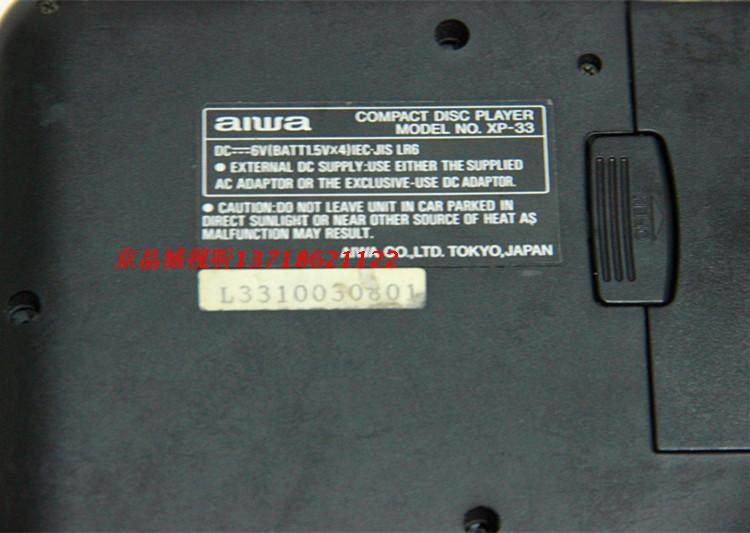 aiwa
COMPACT DISC PLAYER
MODEL NO. XP-33
DC⎓6V(BATT1.5V×4)IEC·JIS LR6
● EXTERNAL DC SUPPLY:USE EITHER THE SUPPLIED
AC ADAPTOR OR THE EXCLUSIVE-USE DC ADAPTOR.
● CAUTION:DO NOT LEAVE UNIT IN CAR PARKED IN
DIRECT SUNLIGHT OR NEAR OTHER SOURCE OF HEAT AS
MALFUNCTION MAY RESULT.
AIWA CO.,LTD. TOKYO,JAPAN
京品城视听13718621122
L3310030801